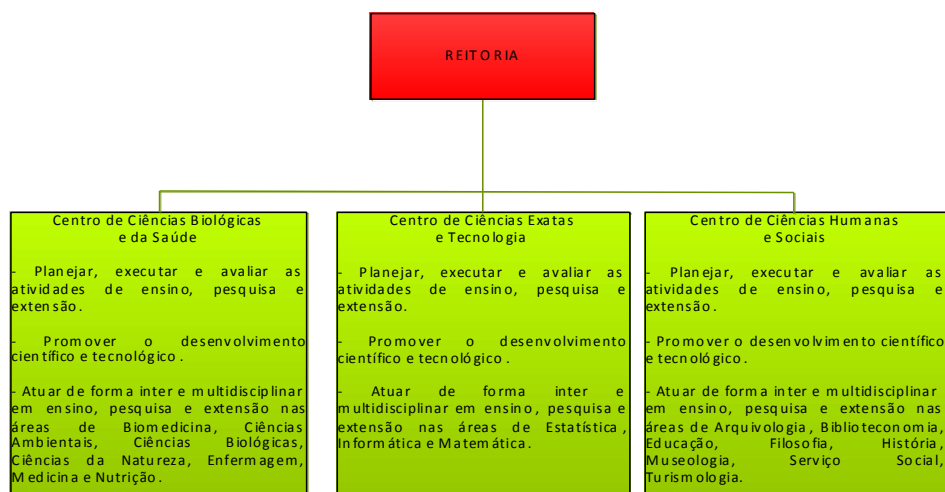 REITORIA
Centro de Ciências Biológicas
e da Saúde
- Planejar, executar e avaliar as
atividades de ensino, pesquisa e
extensão.
- Promover o desenvolvimento
científico e tecnológico.
- Atuar de forma inter e multidisciplinar
em ensino, pesquisa e extensão nas
áreas de Biomedicina, Ciências
Ambientais, Ciências Biológicas,
Ciências da Natureza, Enfermagem,
Medicina e Nutrição.
Centro de Ciências Exatas
e Tecnologia
- Planejar, executar e avaliar as
atividades de ensino, pesquisa e
extensão.
- Promover o desenvolvimento
científico e tecnológico.
- Atuar de forma inter e
multidisciplinar em ensino, pesquisa e
extensão nas áreas de Estatística,
Informática e Matemática.
Centro de Ciências Humanas
e Sociais
- Planejar, executar e avaliar as
atividades de ensino, pesquisa e
extensão.
- Promover o desenvolvimento científico
e tecnológico.
- Atuar de forma inter e multidisciplinar
em ensino, pesquisa e extensão nas
áreas de Arquivologia, Biblioteconomia,
Educação, Filosofia, História,
Museologia, Serviço Social,
Turismologia.